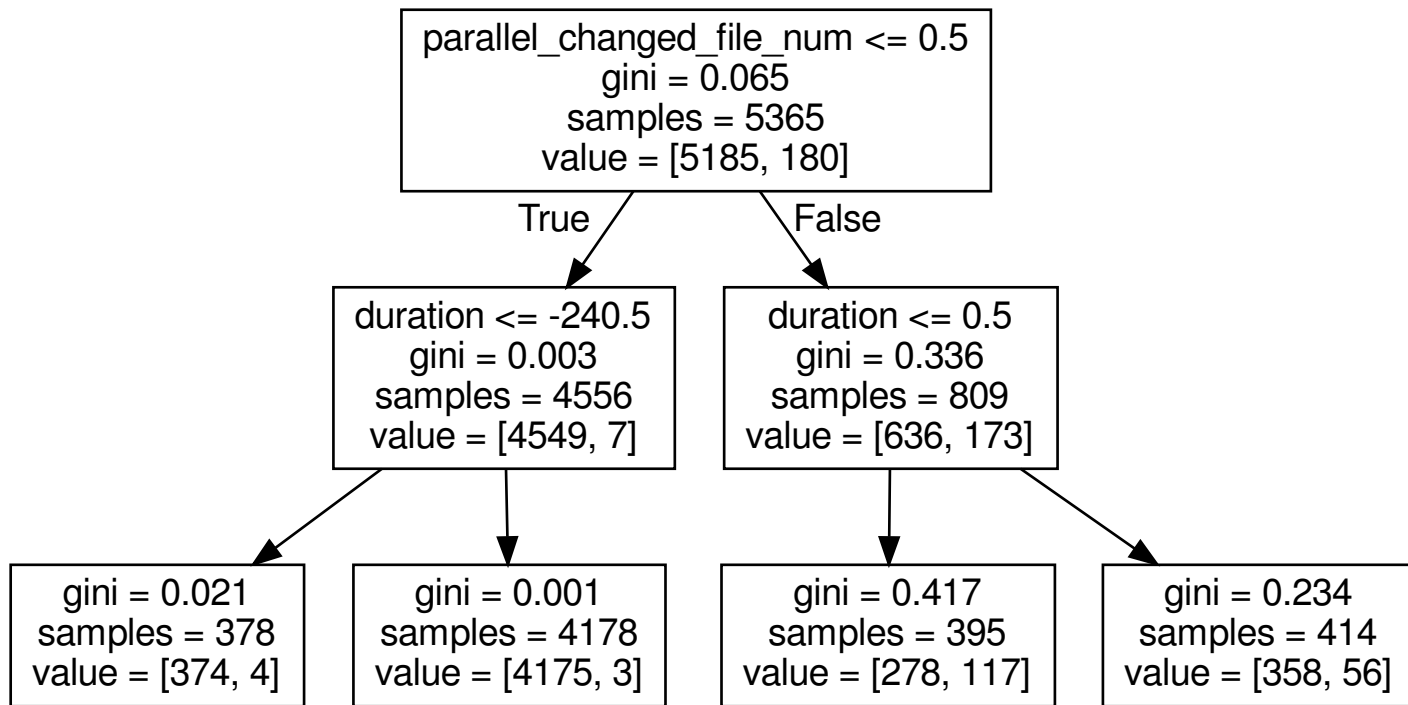 parallel_changed_file_num <= 0.5
gini = 0.065
samples = 5365
value = [5185, 180]
True
False
duration <= -240.5
gini = 0.003
samples = 4556
value = [4549, 7]
duration <= 0.5
gini = 0.336
samples = 809
value = [636, 173]
gini = 0.021
samples = 378
value = [374, 4]
gini = 0.001
samples = 4178
value = [4175, 3]
gini = 0.417
samples = 395
value = [278, 117]
gini = 0.234
samples = 414
value = [358, 56]